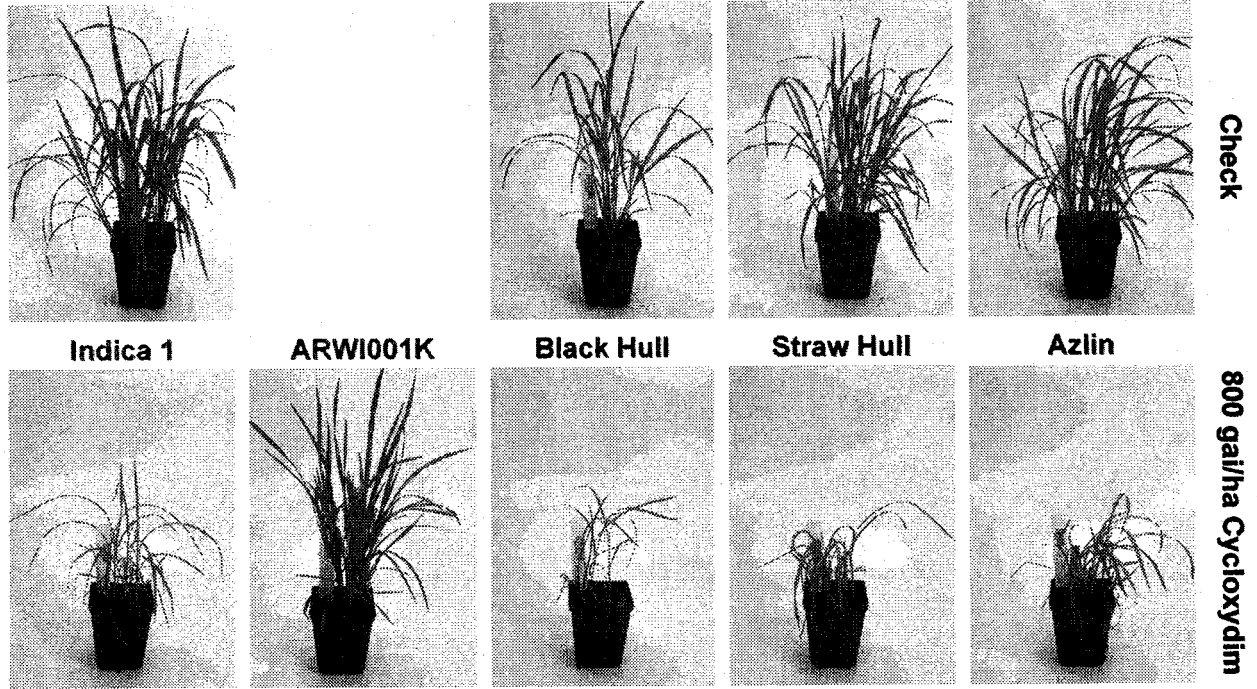 Check
Indica 1
ARWI001K
Black Hull
Straw Hull
Azlin
800 gai/ha Cycloxydim